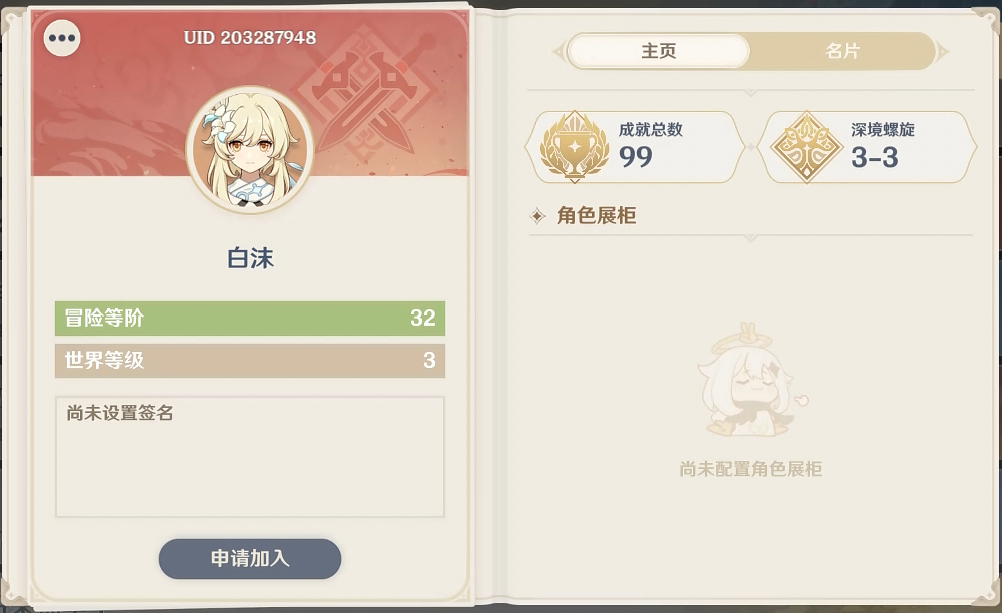 UID 203287948
白沫
冒险等阶 32
世界等级 3
尚未设置签名
申请加入
主页 名片
成就总数 深境螺旋
99 3-3
角色展柜
尚未配置角色展柜